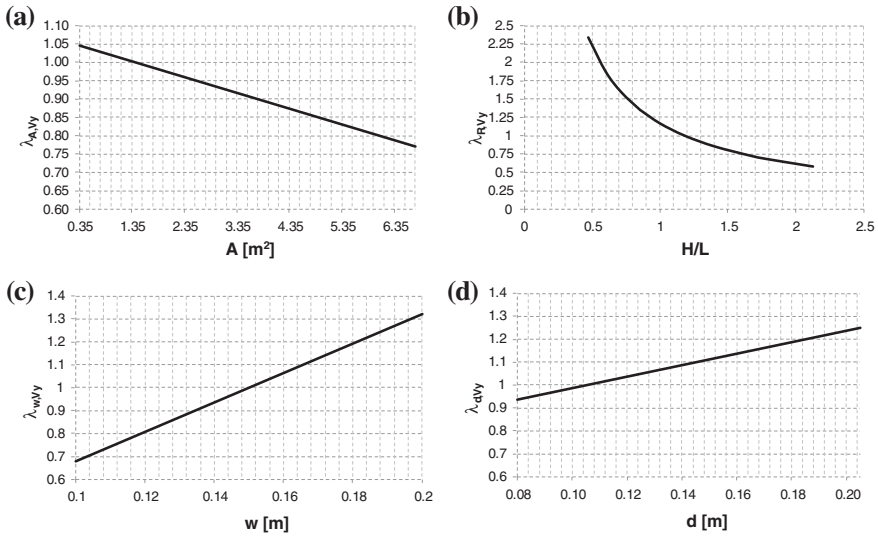 (a)
1.10
1.05
1.00
0.95
0.90
0.85
0.80
0.75
0.70
0.65
0.60
λA,Vy
0.35 1.35 2.35 3.35 4.35 5.35 6.35
A [m²]
(b)
2.5
2.25
2
1.75
1.5
1.25
1
0.75
0.5
0.25
0
λR,Vy
0 0.5 1 1.5 2 2.5
H/L
(c)
1.4
1.3
1.2
1.1
1
0.9
0.8
0.7
0.6
λw,Vy
0.1 0.12 0.14 0.16 0.18 0.2
w [m]
(d)
1.4
1.3
1.2
1.1
1
0.9
0.8
0.7
0.6
λd,Vy
0.08 0.10 0.12 0.14 0.16 0.18 0.20
d [m]